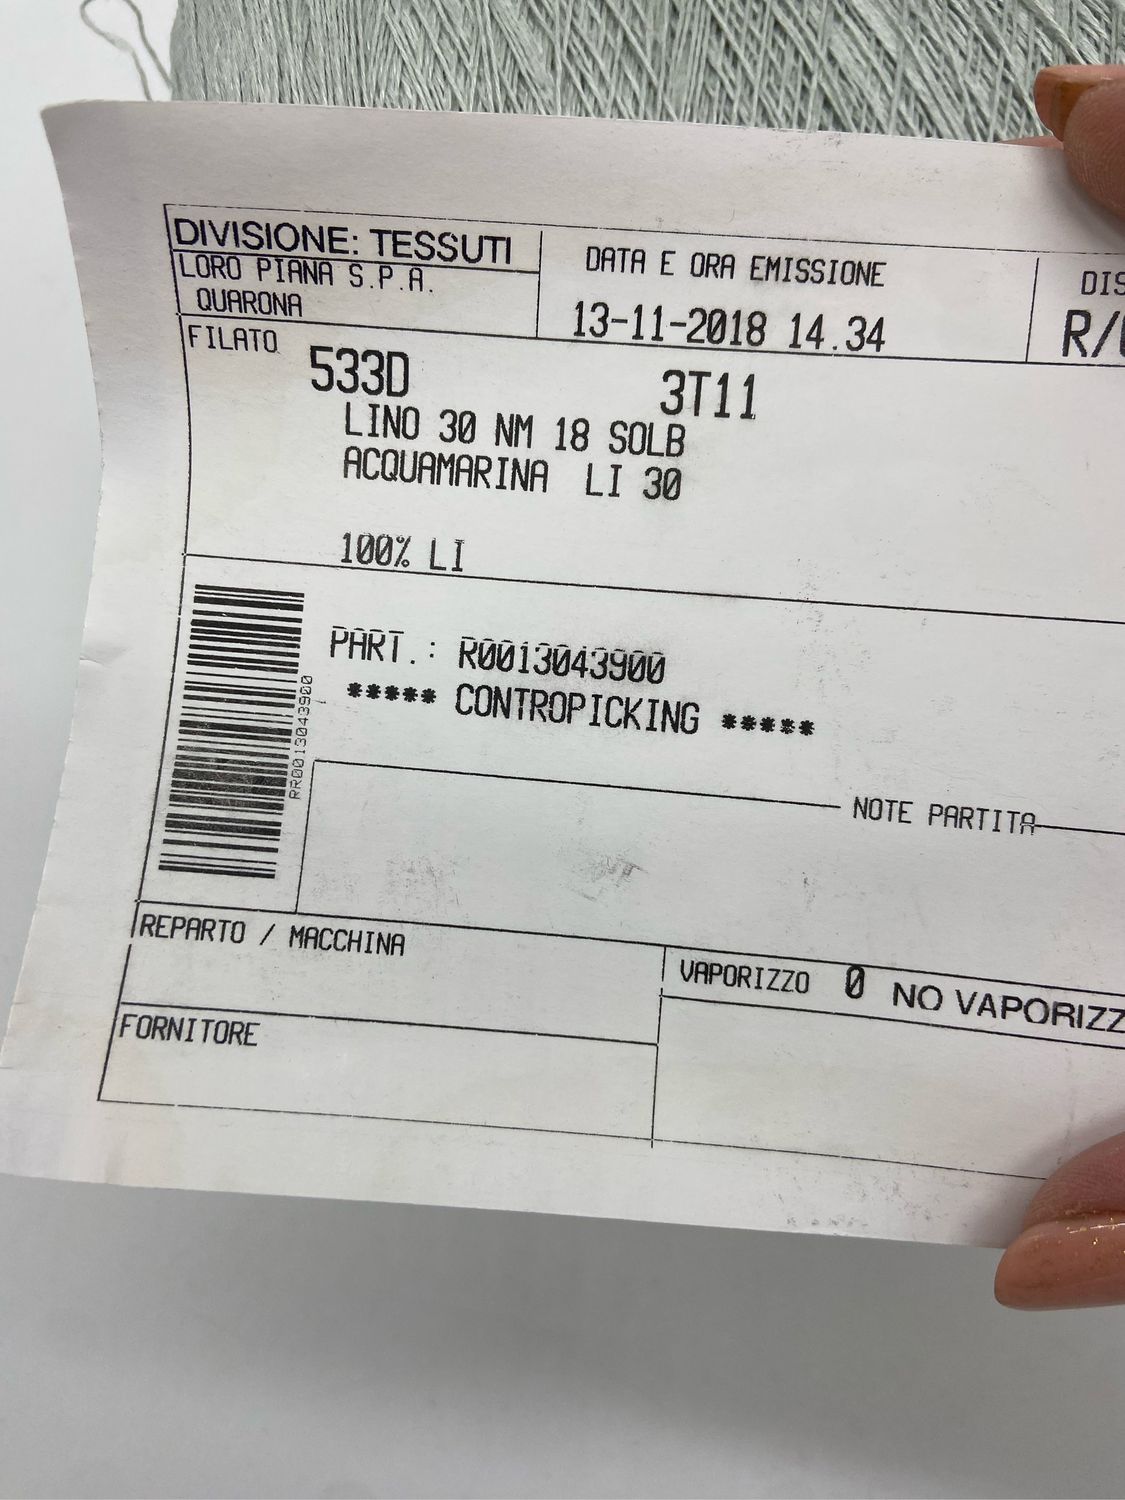 DIVISIONE: TESSUTI
LORO PIANA S.P.A.
QUARONA
DATA E ORA EMISSIONE
13-11-2018 14.34
FILATO
533D 3T11
LINO 30 NM 18 SOLB
ACQUAMARINA LI 30
100% LI
PART.: R0013043900
***** CONTROPICKING *****
RR0013043900
NOTE PARTITA
REPARTO / MACCHINA
VAPORIZZO 0 NO VAPORIZZ
FORNITORE